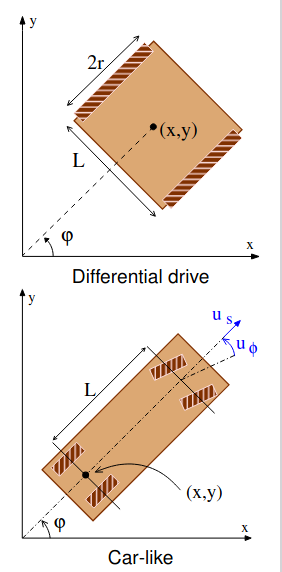 y
2r
(x,y)
L
φ
x
Differential drive
y
u s
u ϕ
L
(x,y)
φ
x
Car-like